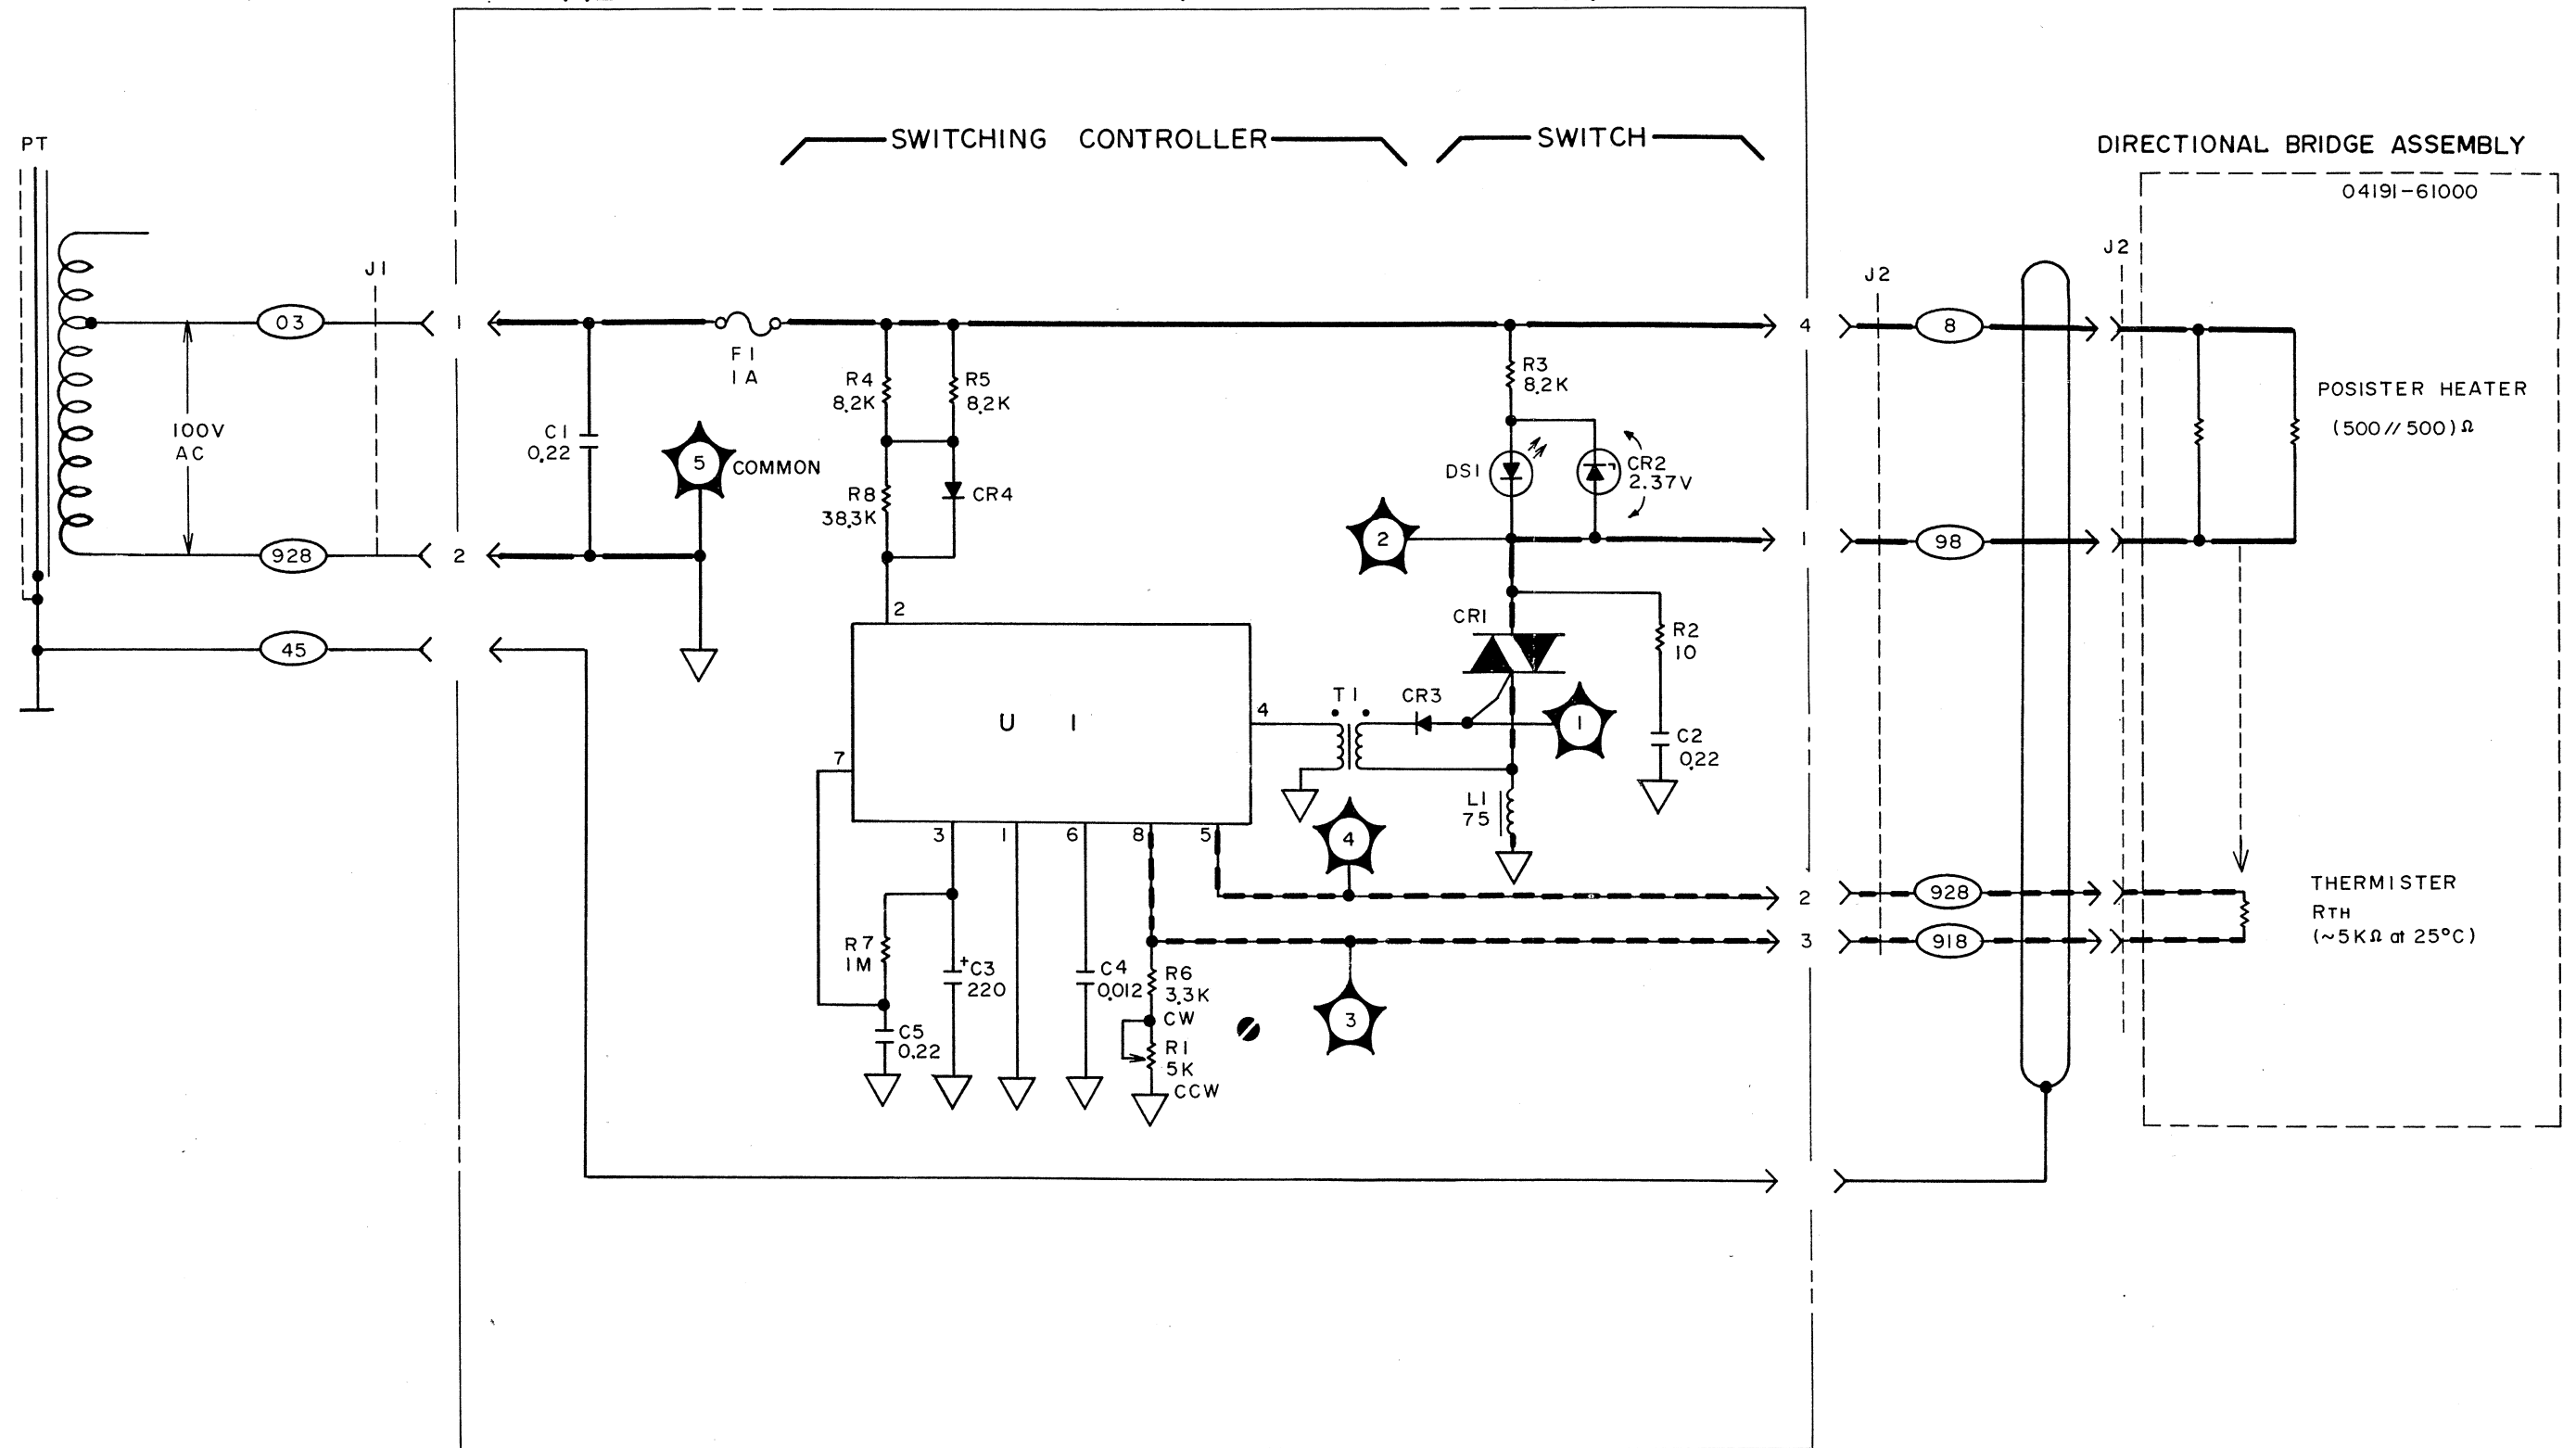 SWITCHING CONTROLLER
SWITCH
PT
DIRECTIONAL BRIDGE ASSEMBLY
04191-61000
J1
J2
J2
03
1
F1
1A
4
8
R4
8.2K
R5
8.2K
R3
8.2K
POSISTER HEATER
(500//500)Ω
100V
AC
C1
0.22
5
COMMON
DS1
CR2
2.37V
R8
38.3K
CR4
2
1
98
928
2
2
CR1
R2
10
45
U1
4
T1
CR3
1
C2
0.22
7
L1
75
3
1
6
8
5
4
2
928
THERMISTER
RTH
(~5KΩ at 25°C)
3
918
R7
1M
+
C3
220
C4
0.012
R6
3.3K
CW
3
C5
0.22
R1
5K
CCW